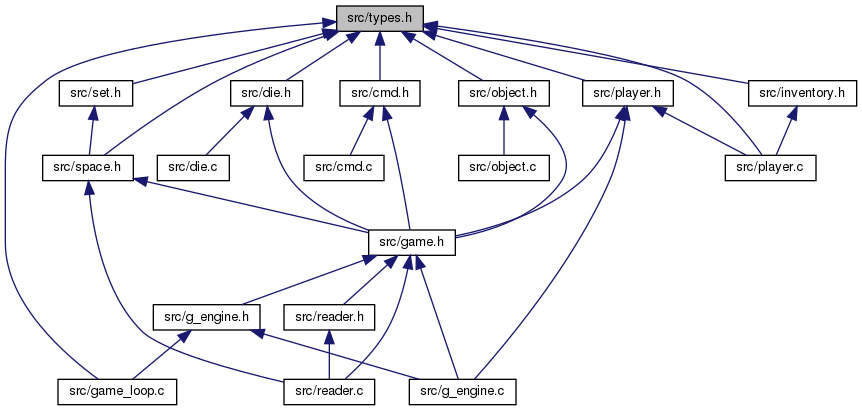 src/types.h
src/set.h
src/die.h
src/cmd.h
src/object.h
src/player.h
src/inventory.h
src/space.h
src/die.c
src/cmd.c
src/object.c
src/player.c
src/game.h
src/g_engine.h
src/reader.h
src/game_loop.c
src/reader.c
src/g_engine.c